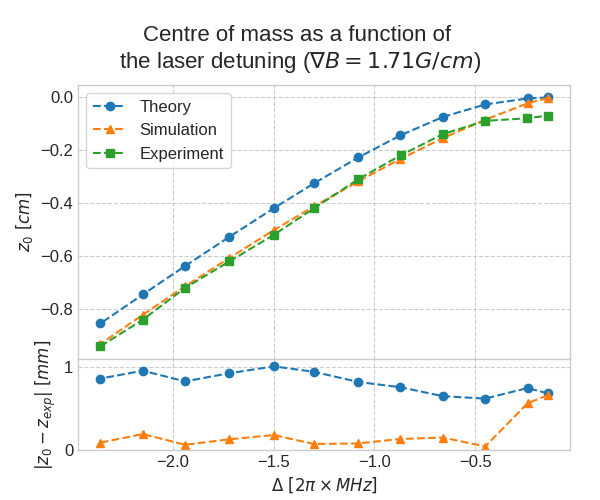 Centre of mass as a function of
the laser detuning (∇B = 1.71G/cm)
Theory
Simulation
Experiment
z₀ [cm]
0.0
−0.2
−0.4
−0.6
−0.8
|z₀ − zₑₓₚ| [mm]
1
0
−2.0 −1.5 −1.0 −0.5
Δ [2π × MHz]